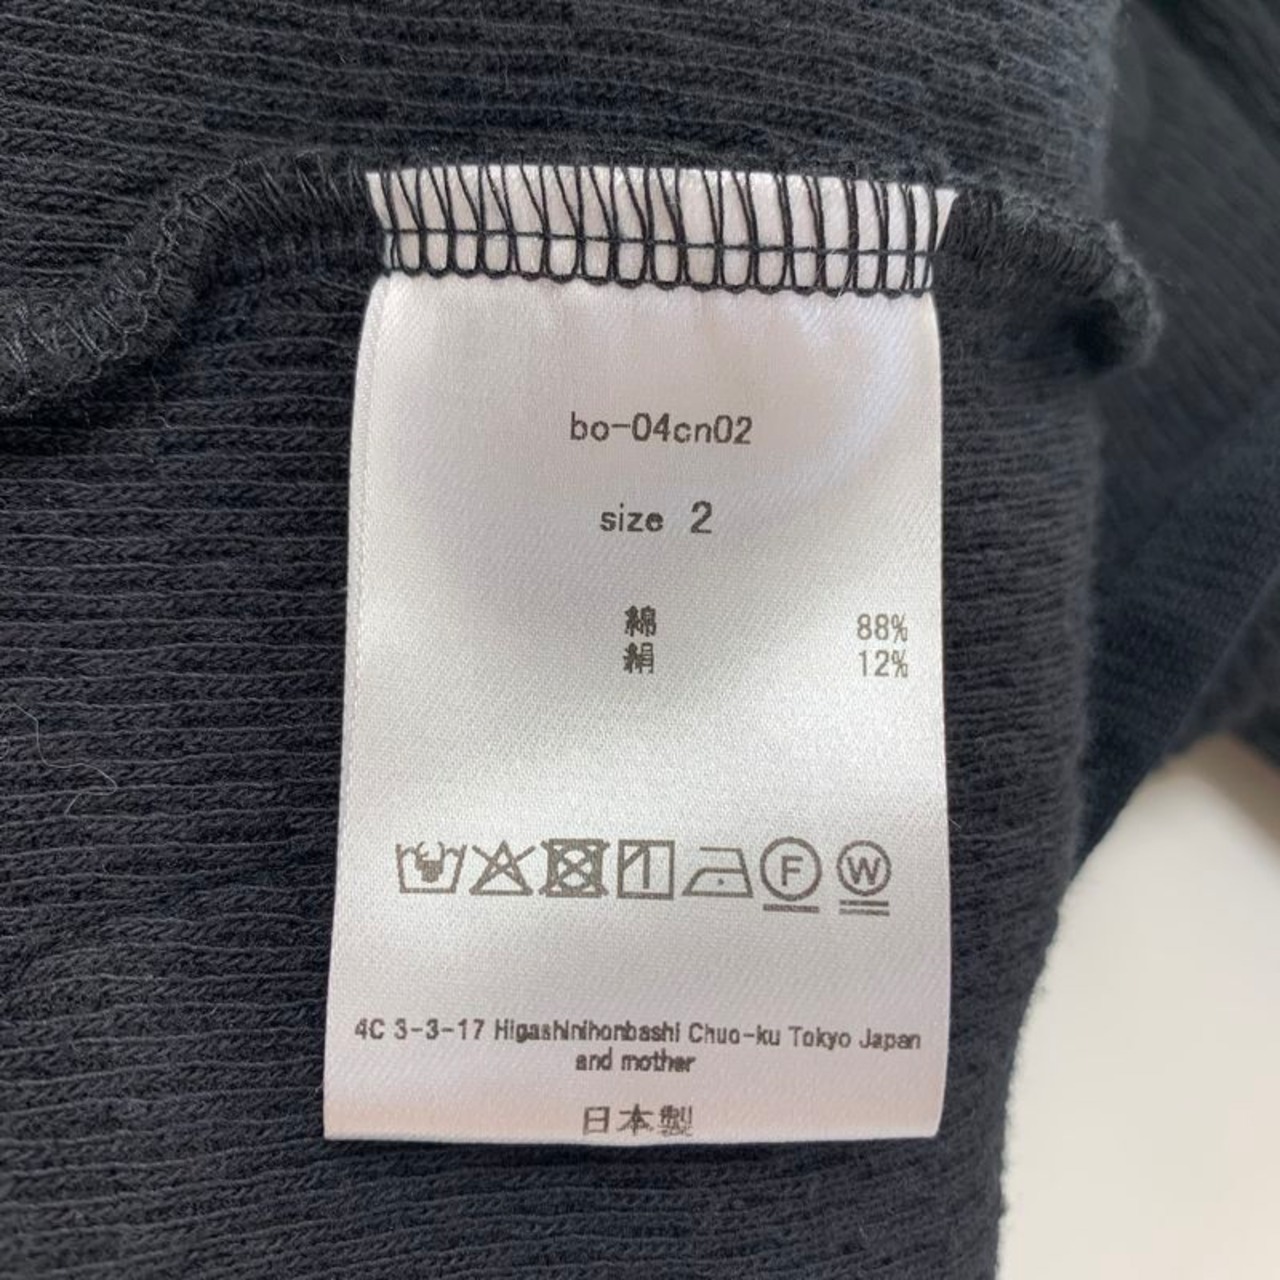 bo-04cn02
size 2
綿 88%
絹 12%
F W
4C 3-3-17 Higashinihonbashi Chuo-ku Tokyo Japan
and mother
日本製